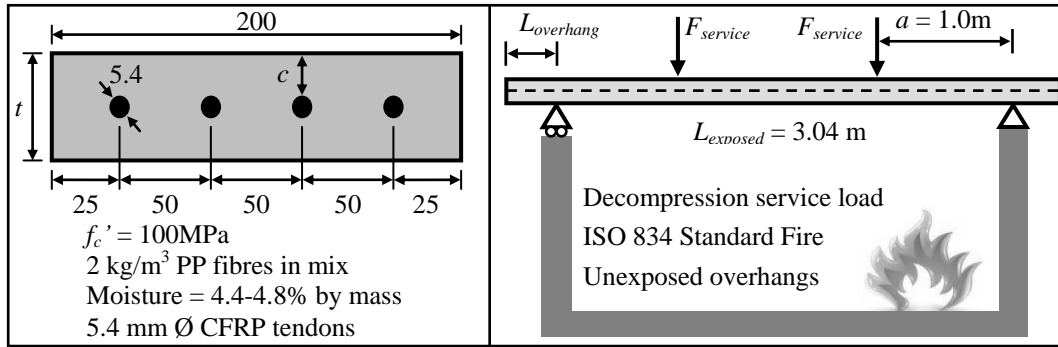 200
5.4
c
t
25 50 50 50 25
f_c’ = 100MPa
2 kg/m³ PP fibres in mix
Moisture = 4.4-4.8% by mass
5.4 mm Ø CFRP tendons
L_overhang
F_service
F_service
a = 1.0m
L_exposed = 3.04 m
Decompression service load
ISO 834 Standard Fire
Unexposed overhangs